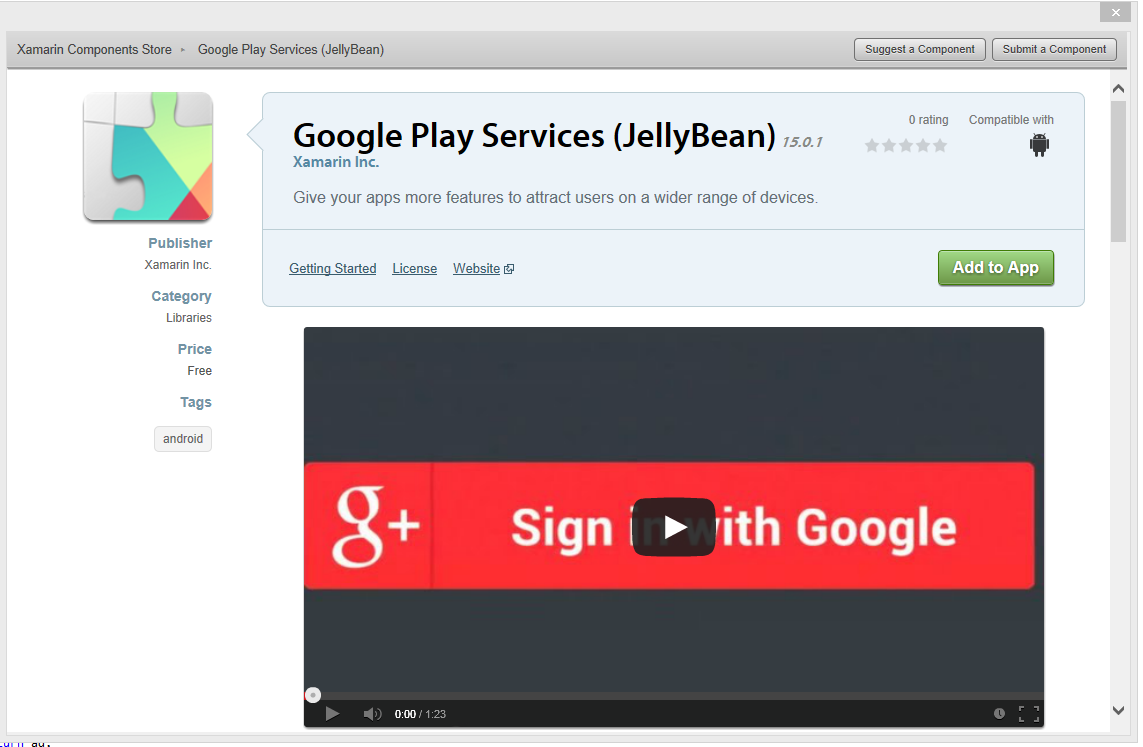 Xamarin Components Store ▸ Google Play Services (JellyBean)
Suggest a Component
Submit a Component
Google Play Services (JellyBean) 15.0.1
Xamarin Inc.
0 rating
Compatible with
Give your apps more features to attract users on a wider range of devices.
Getting Started License Website
Add to App
Publisher
Xamarin Inc.
Category
Libraries
Price
Free
Tags
android
g+ Sign in with Google
0:00 / 1:23